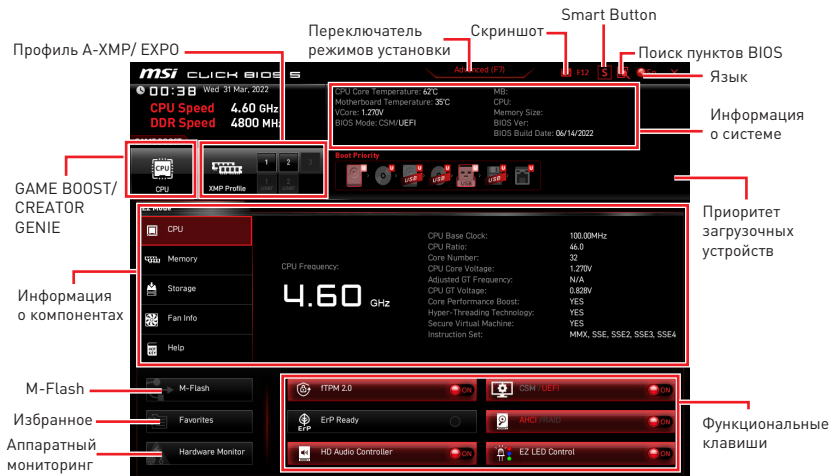 Smart Button
Переключатель режимов установки
Скриншот
Профиль A-XMP/ EXPO
Поиск пунктов BIOS
Язык
msi CLICK BIOS 5
Advanced (F7)
F12
S
En
X
00:38 Wed 31 Mar, 2022
CPU Speed 4.60 GHz
DDR Speed 4800 MHz
CPU Core Temperature: 62°C
Motherboard Temperature: 35°C
VCore: 1.270V
BIOS Mode: CSM/UEFI
MB:
CPU:
Memory Size:
BIOS Ver:
BIOS Build Date: 06/14/2022
Информация о системе
GAME BOOST
CPU
CPU
XMP Profile
1 2 3
1 user 2 user
Boot Priority
U U U U U U
USB USB USB USB
GAME BOOST/ CREATOR GENIE
Приоритет загрузочных устройств
EZ Mode
CPU
Memory
Storage
Fan Info
Help
CPU Frequency:
4.60 GHz
CPU Base Clock: 100.00MHz
CPU Ratio: 46.0
Core Number: 32
CPU Core Voltage: 1.270V
Adjusted GT Frequency: N/A
CPU GT Voltage: 0.828V
Core Performance Boost: YES
Hyper-Threading Technology: YES
Secure Virtual Machine: YES
Instruction Set: MMX, SSE, SSE2, SSE3, SSE4
Информация о компонентах
M-Flash
Избранное
Аппаратный мониторинг
M-Flash
Favorites
Hardware Monitor
fTPM 2.0 ON
ErP ErP Ready
HD Audio Controller ON
CSM /UEFI ON
AHCI /RAID ON
EZ LED Control ON
Функциональные клавиши